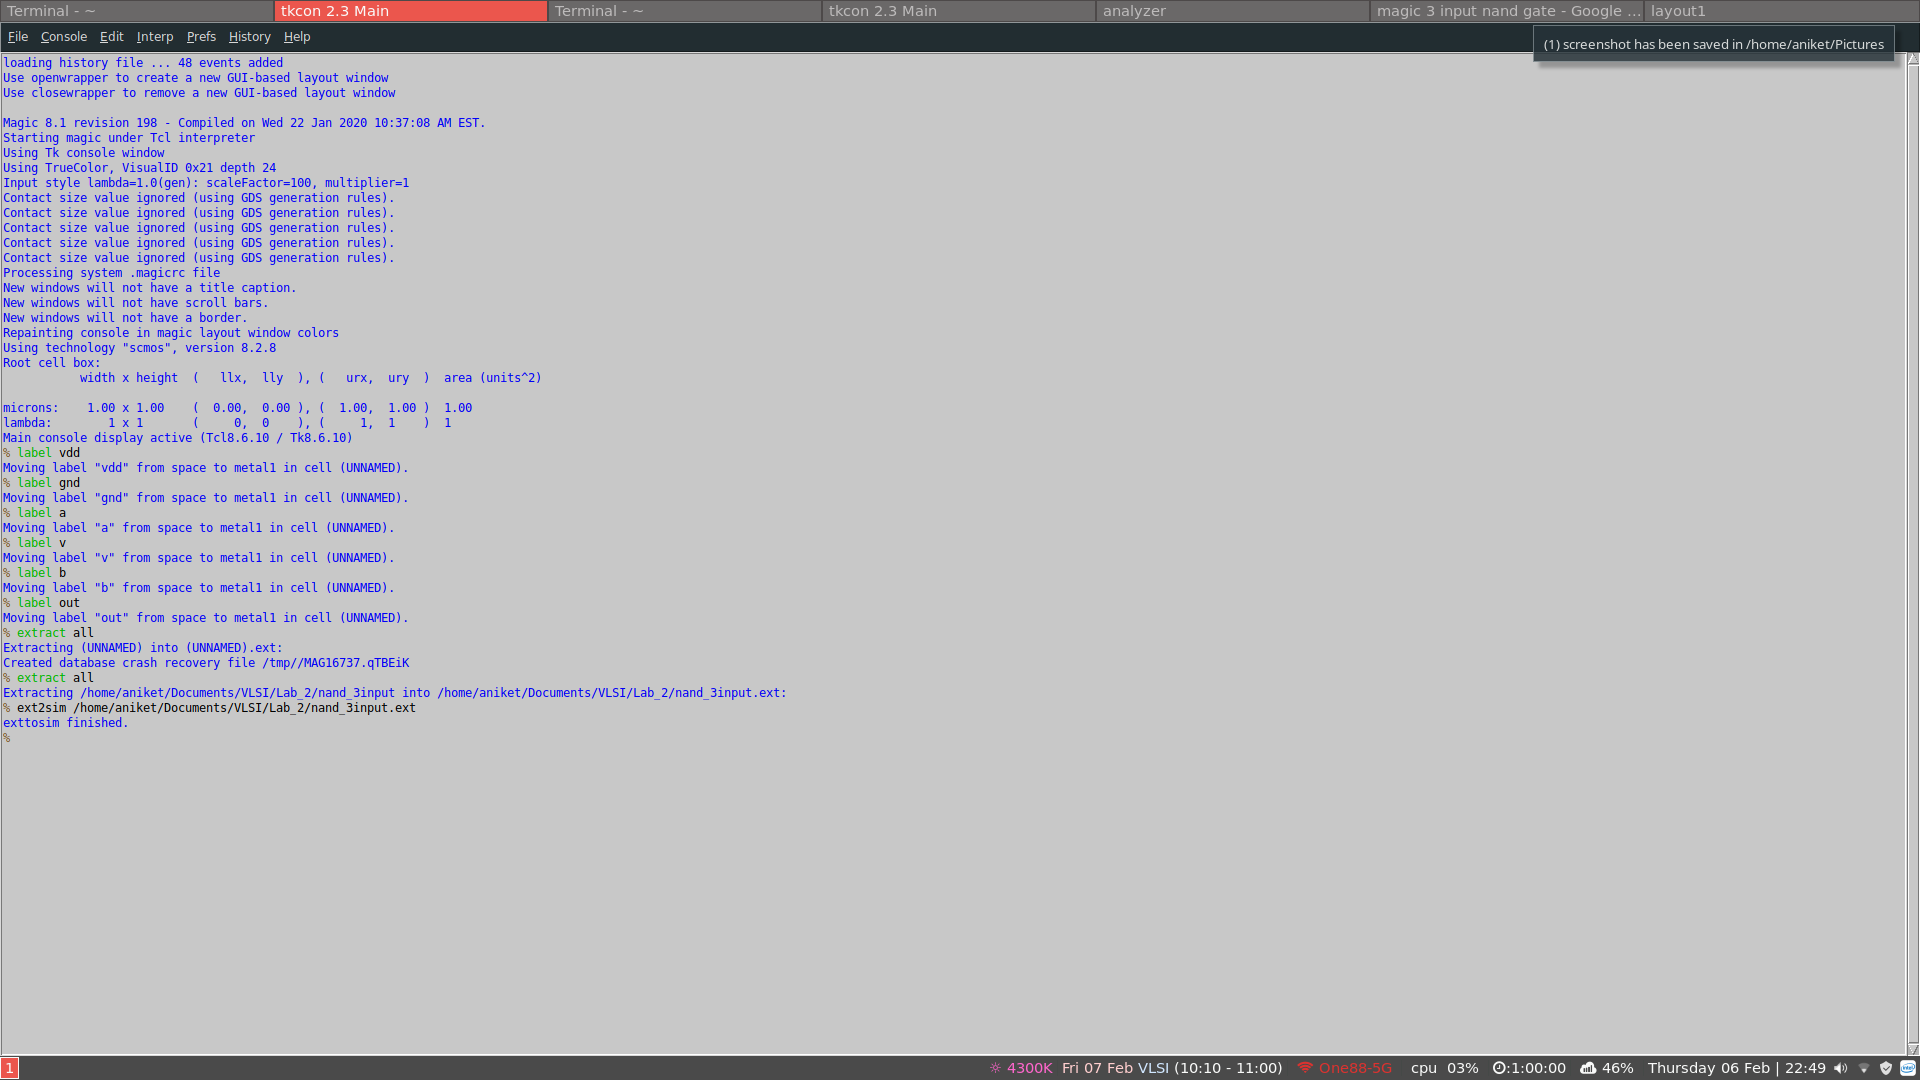 Terminal - ~
tkcon 2.3 Main
Terminal - ~
tkcon 2.3 Main
analyzer
magic 3 input nand gate - Google ...
layout1
File Console Edit Interp Prefs History Help
(1) screenshot has been saved in /home/aniket/Pictures
loading history file ... 48 events added
Use openwrapper to create a new GUI-based layout window
Use closewrapper to remove a new GUI-based layout window
Magic 8.1 revision 198 - Compiled on Wed 22 Jan 2020 10:37:08 AM EST.
Starting magic under Tcl interpreter
Using Tk console window
Using TrueColor, VisualID 0x21 depth 24
Input style lambda=1.0(gen): scaleFactor=100, multiplier=1
Contact size value ignored (using GDS generation rules).
Contact size value ignored (using GDS generation rules).
Contact size value ignored (using GDS generation rules).
Contact size value ignored (using GDS generation rules).
Contact size value ignored (using GDS generation rules).
Processing system .magicrc file
New windows will not have a title caption.
New windows will not have scroll bars.
New windows will not have a border.
Repainting console in magic layout window colors
Using technology "scmos", version 8.2.8
Root cell box:
           width x height  (   llx,  lly  ), (   urx,  ury  )  area (units^2)
microns:    1.00 x 1.00    (  0.00,  0.00 ), (  1.00,  1.00 )  1.00
lambda:        1 x 1       (     0,  0    ), (     1,  1    )  1
Main console display active (Tcl8.6.10 / Tk8.6.10)
% label vdd
Moving label "vdd" from space to metal1 in cell (UNNAMED).
% label gnd
Moving label "gnd" from space to metal1 in cell (UNNAMED).
% label a
Moving label "a" from space to metal1 in cell (UNNAMED).
% label v
Moving label "v" from space to metal1 in cell (UNNAMED).
% label b
Moving label "b" from space to metal1 in cell (UNNAMED).
% label out
Moving label "out" from space to metal1 in cell (UNNAMED).
% extract all
Extracting (UNNAMED) into (UNNAMED).ext:
Created database crash recovery file /tmp//MAG16737.qTBEiK
% extract all
Extracting /home/aniket/Documents/VLSI/Lab_2/nand_3input into /home/aniket/Documents/VLSI/Lab_2/nand_3input.ext:
% ext2sim /home/aniket/Documents/VLSI/Lab_2/nand_3input.ext
exttosim finished.
%
1
4300K Fri 07 Feb VLSI (10:10 - 11:00) One88-5G cpu 03% 1:00:00 46% Thursday 06 Feb | 22:49